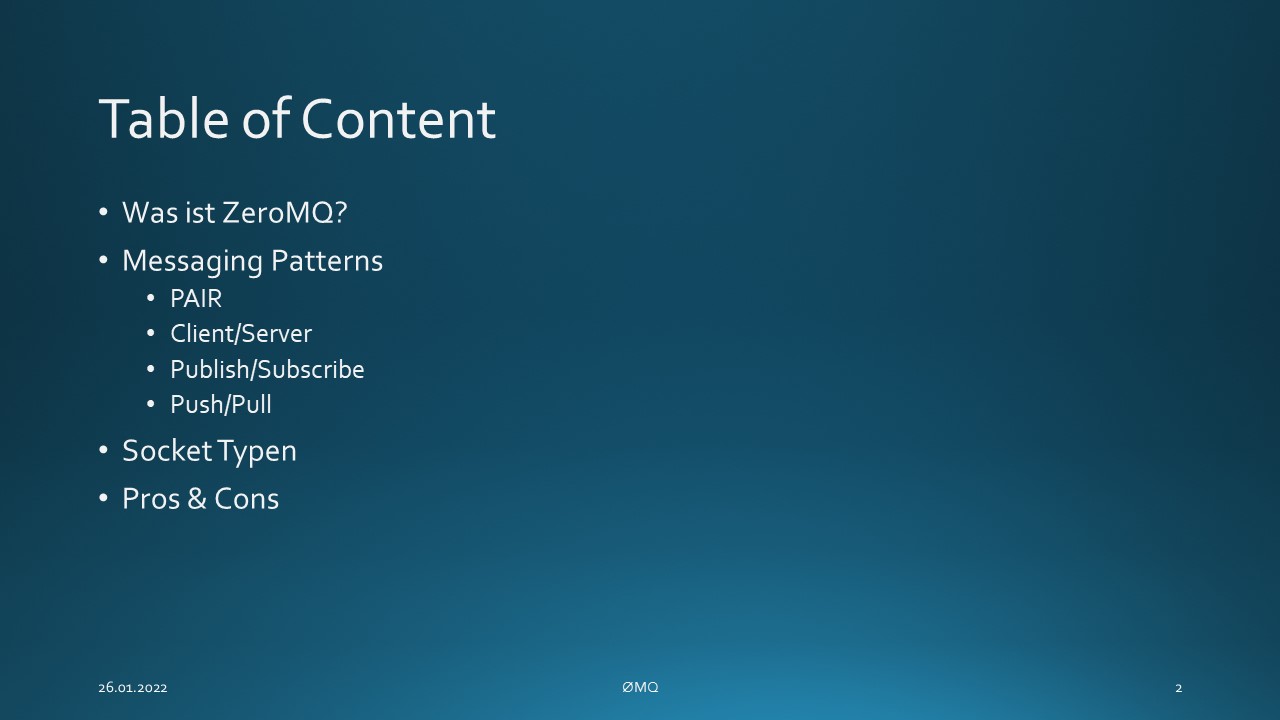 Table of Content
• Was ist ZeroMQ?
• Messaging Patterns
• PAIR
• Client/Server
• Publish/Subscribe
• Push/Pull
• Socket Typen
• Pros & Cons
26.01.2022
ØMQ
2